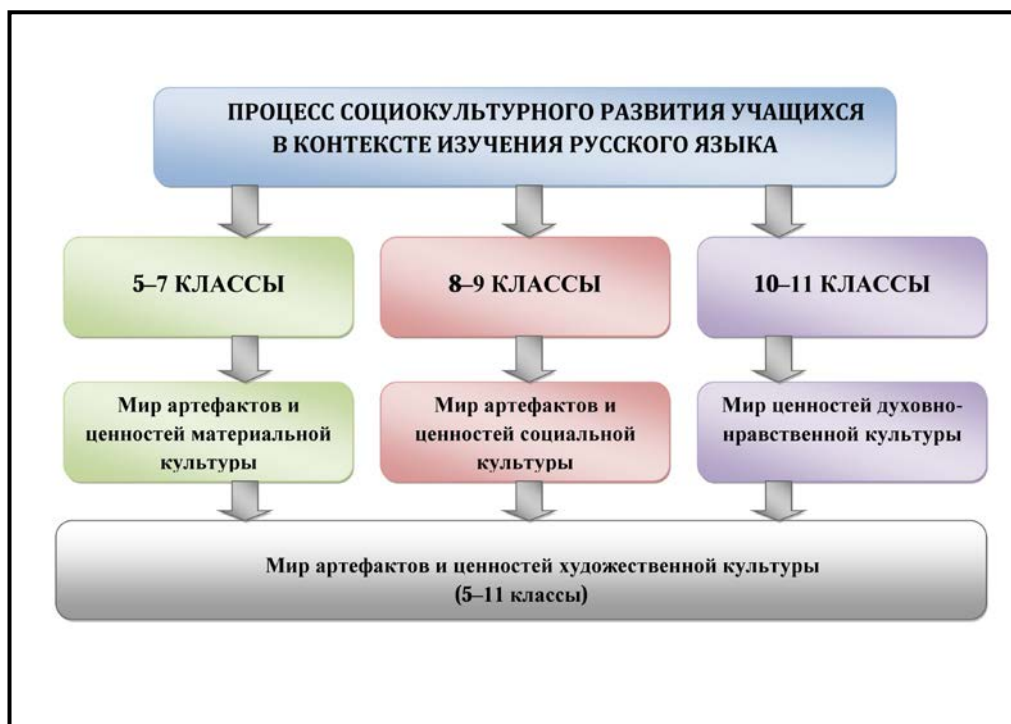 ПРОЦЕСС СОЦИОКУЛЬТУРНОГО РАЗВИТИЯ УЧАЩИХСЯ
В КОНТЕКСТЕ ИЗУЧЕНИЯ РУССКОГО ЯЗЫКА
5–7 КЛАССЫ
8–9 КЛАССЫ
10–11 КЛАССЫ
Мир артефактов и
ценностей материальной
культуры
Мир артефактов и
ценностей социальной
культуры
Мир ценностей духовно-
нравственной культуры
Мир артефактов и ценностей художественной культуры
(5–11 классы)